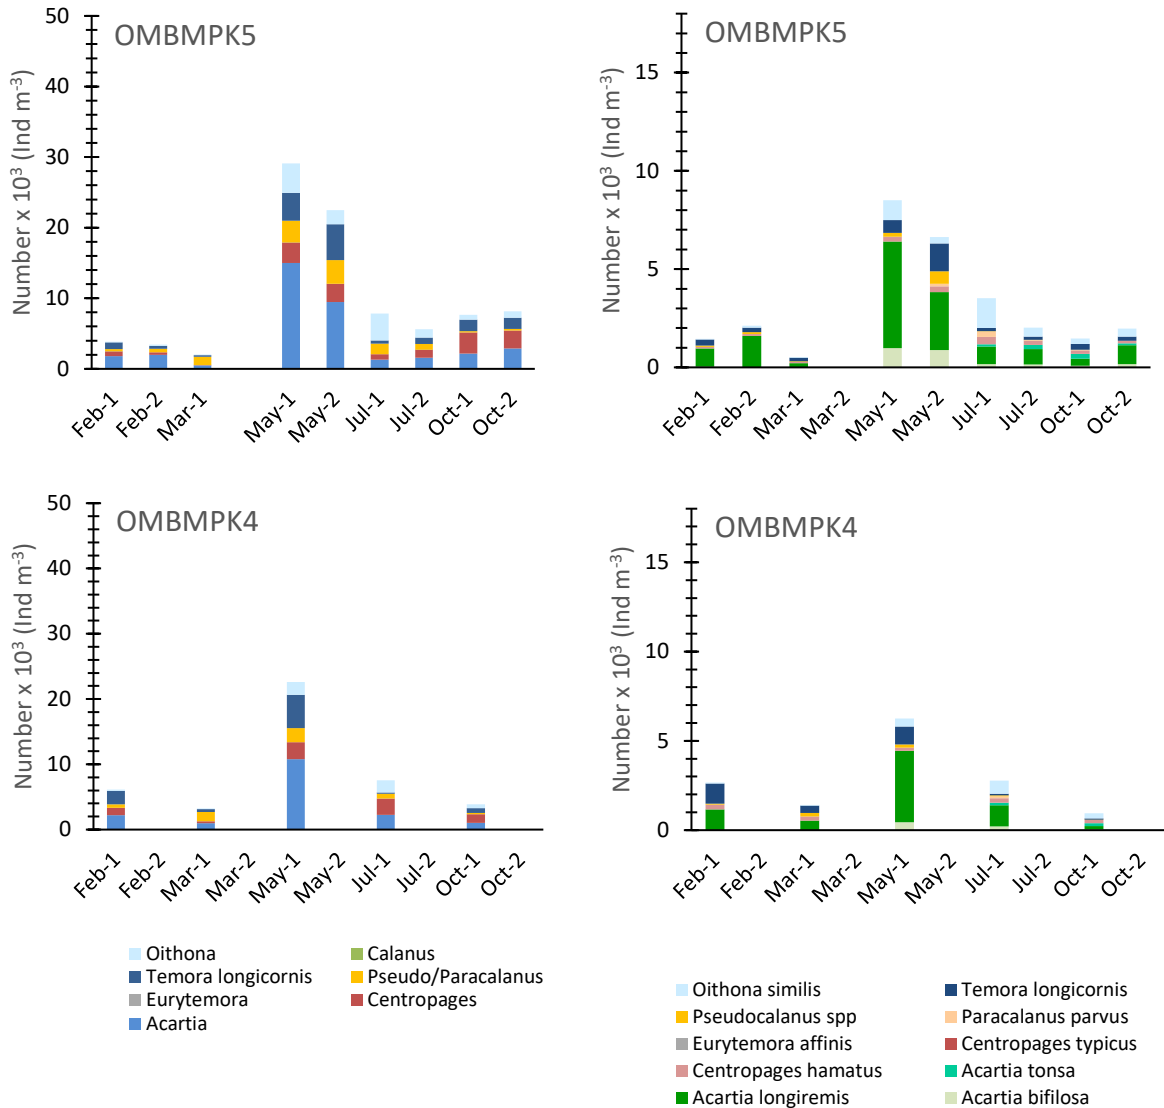 OMBMPK5
Number x 10³ (Ind m⁻³)
50
40
30
20
10
0
Feb-1
Feb-2
Mar-1
May-1
May-2
Jul-1
Jul-2
Oct-1
Oct-2
OMBMPK5
Number x 10³ (Ind m⁻³)
15
10
5
0
Feb-1
Feb-2
Mar-1
Mar-2
May-1
May-2
Jul-1
Jul-2
Oct-1
Oct-2
OMBMPK4
Number x 10³ (Ind m⁻³)
50
40
30
20
10
0
Feb-1
Feb-2
Mar-1
Mar-2
May-1
May-2
Jul-1
Jul-2
Oct-1
Oct-2
Oithona
Calanus
Temora longicornis
Pseudo/Paracalanus
Eurytemora
Centropages
Acartia
OMBMPK4
Number x 10³ (Ind m⁻³)
15
10
5
0
Feb-1
Feb-2
Mar-1
Mar-2
May-1
May-2
Jul-1
Jul-2
Oct-1
Oct-2
Oithona similis
Temora longicornis
Pseudocalanus spp
Paracalanus parvus
Eurytemora affinis
Centropages typicus
Centropages hamatus
Acartia tonsa
Acartia longiremis
Acartia bifilosa